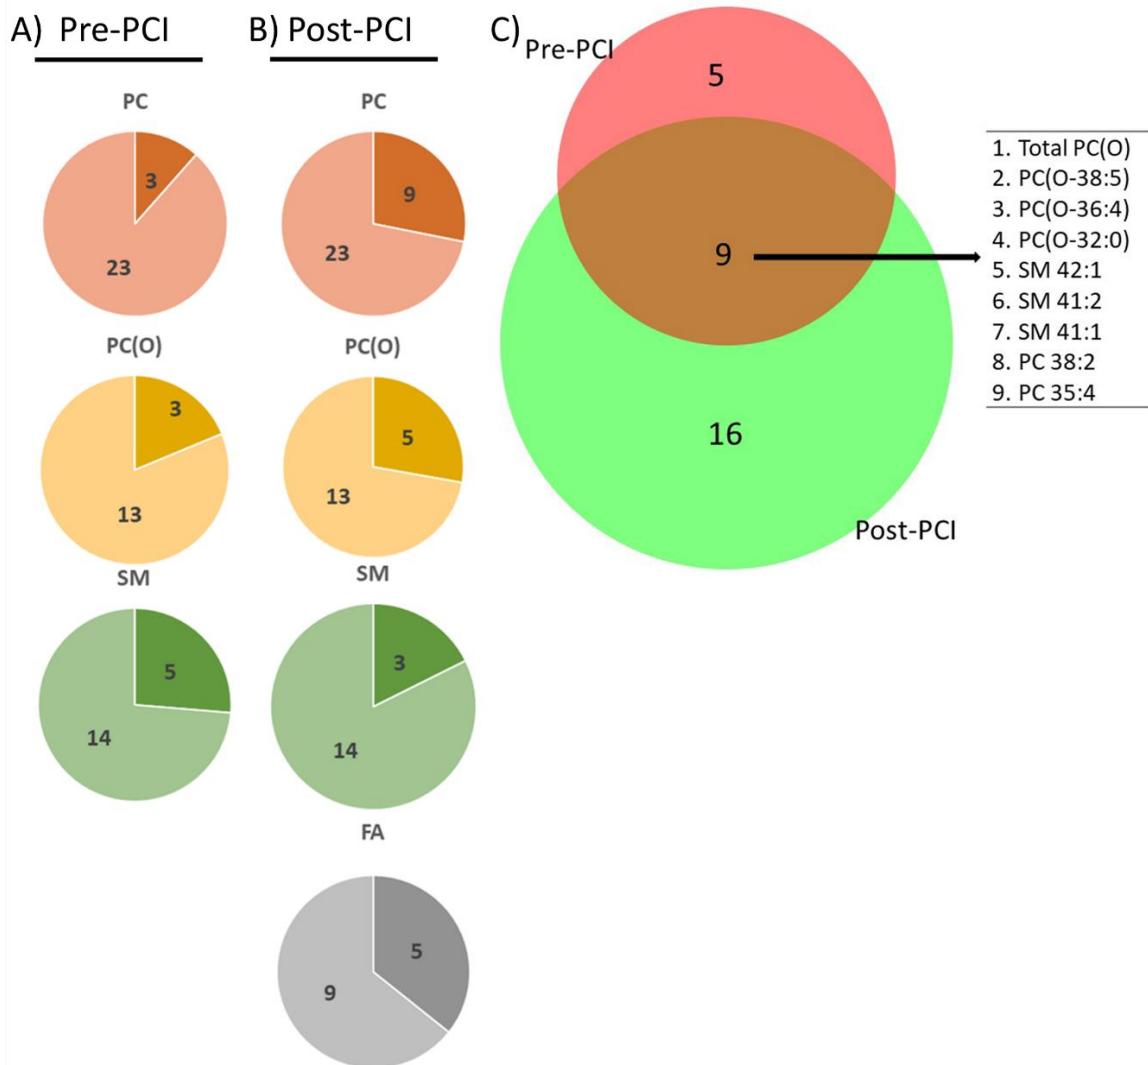 A) Pre-PCI
PC
3
23
PC(O)
3
13
SM
5
14
B) Post-PCI
PC
9
23
PC(O)
5
13
SM
3
14
FA
5
9
C)
Pre-PCI
5
9
16
Post-PCI
1. Total PC(O)
2. PC(O-38:5)
3. PC(O-36:4)
4. PC(O-32:0)
5. SM 42:1
6. SM 41:2
7. SM 41:1
8. PC 38:2
9. PC 35:4